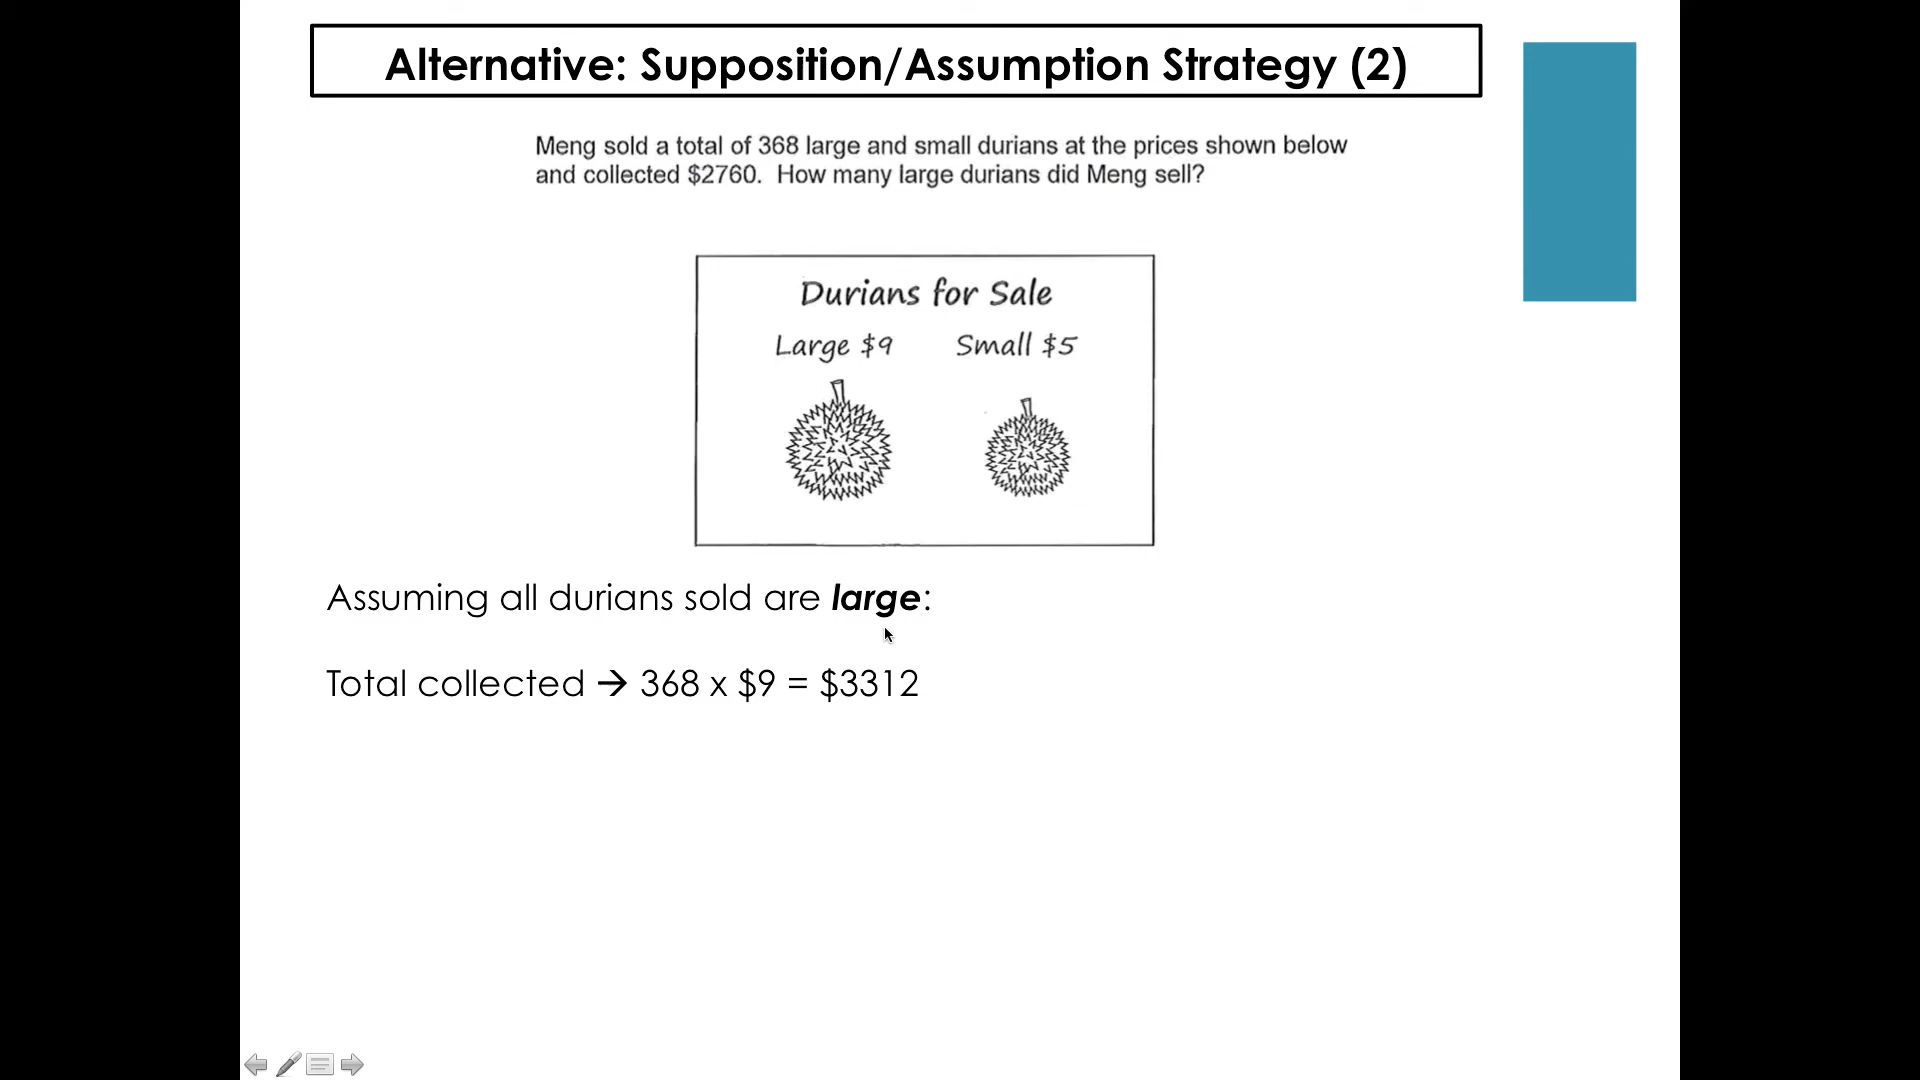 Alternative: Supposition/Assumption Strategy (2)
Meng sold a total of 368 large and small durians at the prices shown below
and collected $2760.  How many large durians did Meng sell?
Durians for Sale
Large $9 Small $5
Assuming all durians sold are large:
Total collected → 368 x $9 = $3312